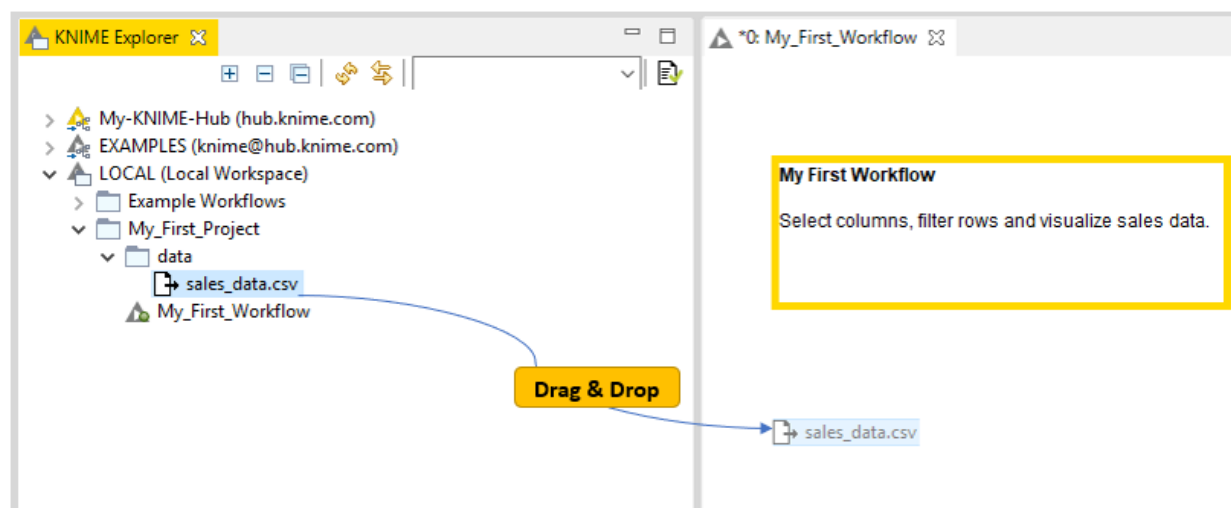 KNIME Explorer
*0: My_First_Workflow
My-KNIME-Hub (hub.knime.com)
EXAMPLES (knime@hub.knime.com)
LOCAL (Local Workspace)
Example Workflows
My_First_Project
data
sales_data.csv
My_First_Workflow
My First Workflow
Select columns, filter rows and visualize sales data.
Drag & Drop
sales_data.csv